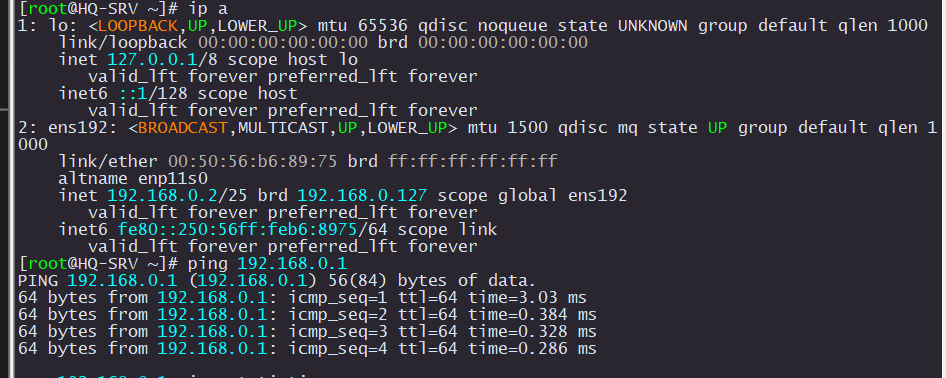 [root@HQ-SRV ~]# ip a
1: lo: <LOOPBACK,UP,LOWER_UP> mtu 65536 qdisc noqueue state UNKNOWN group default qlen 1000
    link/loopback 00:00:00:00:00:00 brd 00:00:00:00:00:00
    inet 127.0.0.1/8 scope host lo
       valid_lft forever preferred_lft forever
    inet6 ::1/128 scope host
       valid_lft forever preferred_lft forever
2: ens192: <BROADCAST,MULTICAST,UP,LOWER_UP> mtu 1500 qdisc mq state UP group default qlen 1
000
    link/ether 00:50:56:b6:89:75 brd ff:ff:ff:ff:ff:ff
    altname enp11s0
    inet 192.168.0.2/25 brd 192.168.0.127 scope global ens192
       valid_lft forever preferred_lft forever
    inet6 fe80::250:56ff:feb6:8975/64 scope link
       valid_lft forever preferred_lft forever
[root@HQ-SRV ~]# ping 192.168.0.1
PING 192.168.0.1 (192.168.0.1) 56(84) bytes of data.
64 bytes from 192.168.0.1: icmp_seq=1 ttl=64 time=3.03 ms
64 bytes from 192.168.0.1: icmp_seq=2 ttl=64 time=0.384 ms
64 bytes from 192.168.0.1: icmp_seq=3 ttl=64 time=0.328 ms
64 bytes from 192.168.0.1: icmp_seq=4 ttl=64 time=0.286 ms